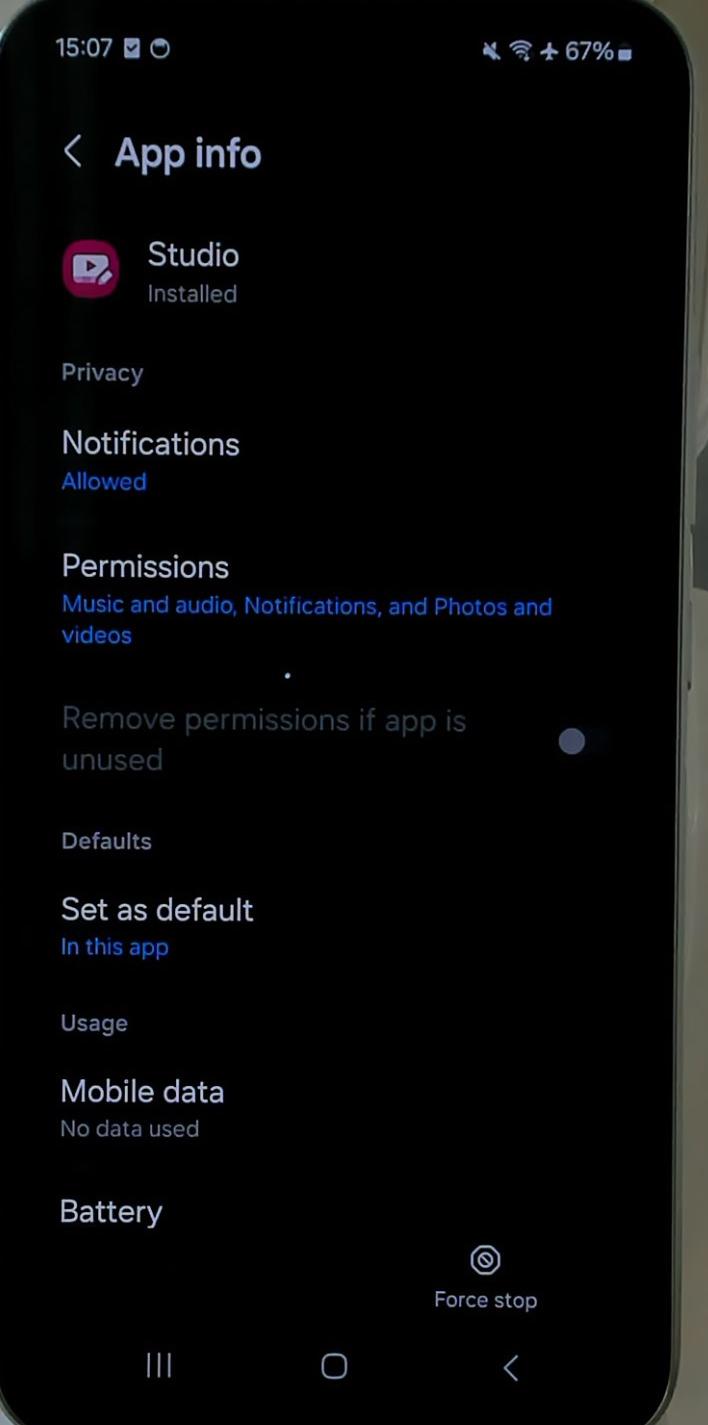 15:07
67%
App info
Studio
Installed
Privacy
Notifications
Allowed
Permissions
Music and audio, Notifications, and Photos and
videos
Remove permissions if app is
unused
Defaults
Set as default
In this app
Usage
Mobile data
No data used
Battery
Force stop